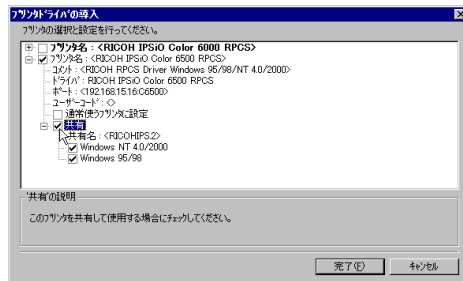 プリンタドライバの導入
プリンタの選択と設定を行ってください。
プリンタ名：<RICOH IPSiO Color 6000 RPCS>
プリンタ名：<RICOH IPSiO Color 6000 RPCS>
コメント：<RICOH RPCS Driver Windows 95/98/NT 4.0/2000>
ドライバ：RICOH IPSiO Color 6000 RPCS
ポート：<192.168.15.16:C6500>
ユーザーコード：<>
通常使うプリンタに設定
共有
共有名：<RICOHIPS.2>
Windows NT 4.0/2000
Windows 95/98
'共有'の説明
このプリンタを共有して使用する場合にチェックしてください。
完了(F)
キャンセル